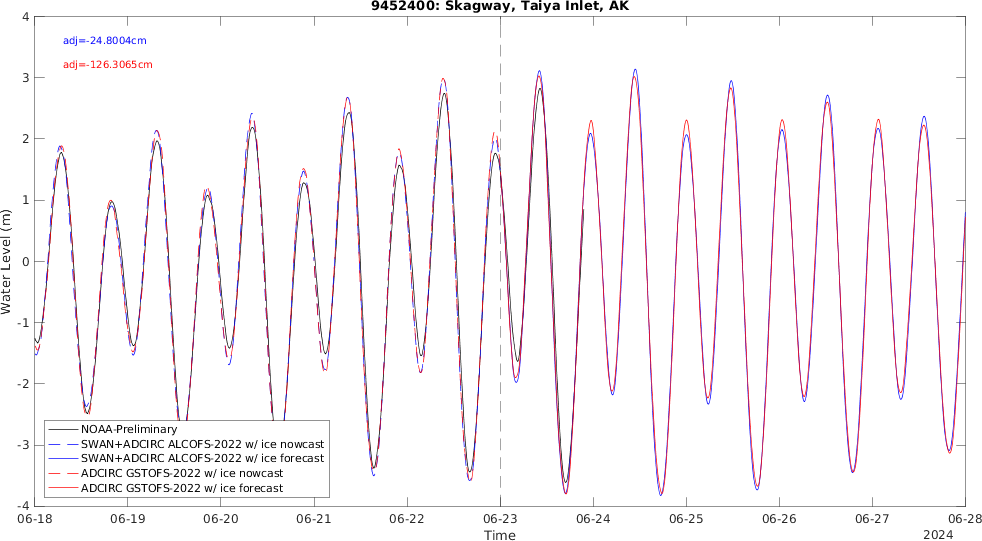 9452400: Skagway, Taiya Inlet, AK
adj=-24.8004cm
adj=-126.3065cm
Water Level (m)
4
3
2
1
0
-1
-2
-3
-4
NOAA-Preliminary
SWAN+ADCIRC ALCOFS-2022 w/ ice nowcast
SWAN+ADCIRC ALCOFS-2022 w/ ice forecast
ADCIRC GSTOFS-2022 w/ ice nowcast
ADCIRC GSTOFS-2022 w/ ice forecast
06-18 06-19 06-20 06-21 06-22 06-23 06-24 06-25 06-26 06-27 06-28
Time
2024